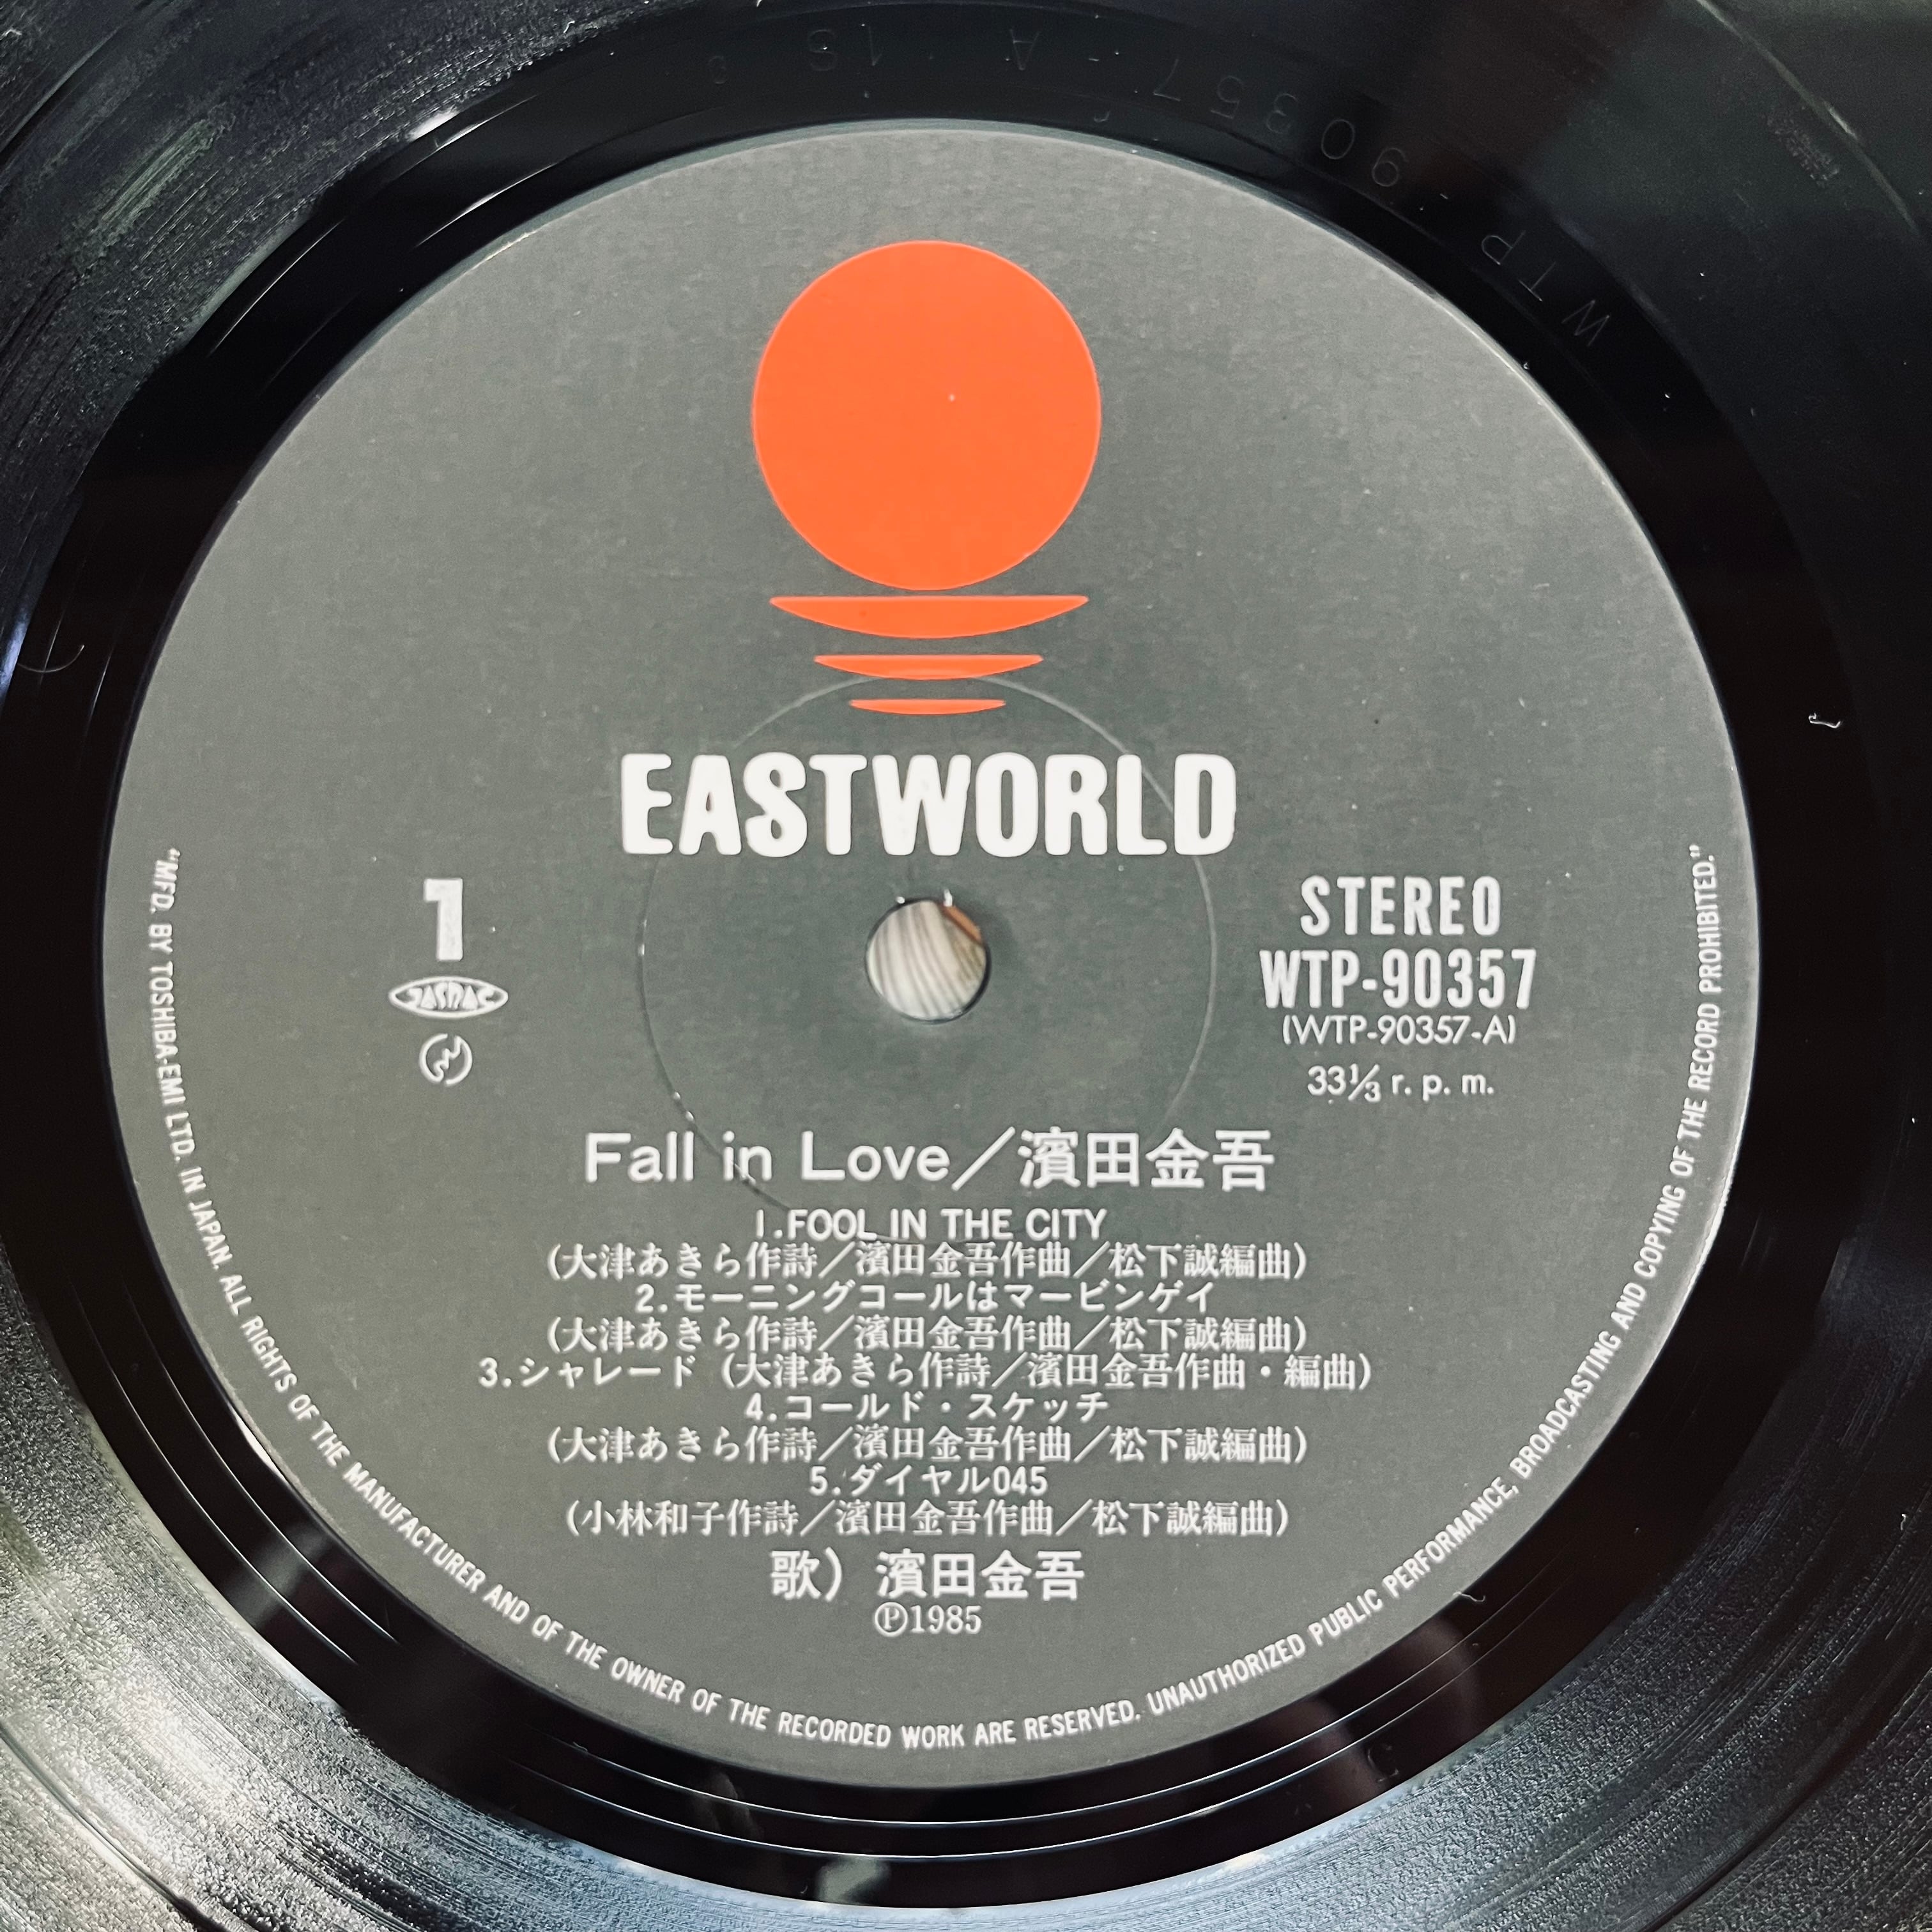 WTP-90357-A 1S
EASTWORLD
1
JASRAC
STEREO
WTP-90357
(WTP-90357-A)
33⅓ r. p. m.
Fall in Love／濱田金吾
1.FOOL IN THE CITY
(大津あきら作詩／濱田金吾作曲／松下誠編曲)
2.モーニングコールはマービンゲイ
(大津あきら作詩／濱田金吾作曲／松下誠編曲)
3.シャレード (大津あきら作詩／濱田金吾作曲・編曲)
4.コールド・スケッチ
(大津あきら作詩／濱田金吾作曲／松下誠編曲)
5.ダイヤル045
(小林和子作詩／濱田金吾作曲／松下誠編曲)
歌) 濱田金吾
Ⓟ1985
"MFD. BY TOSHIBA-EMI LTD. IN JAPAN. ALL RIGHTS OF THE MANUFACTURER AND OF THE OWNER OF THE RECORDED WORK ARE RESERVED. UNAUTHORIZED PUBLIC PERFORMANCE, BROADCASTING AND COPYING OF THE RECORD PROHIBITED."